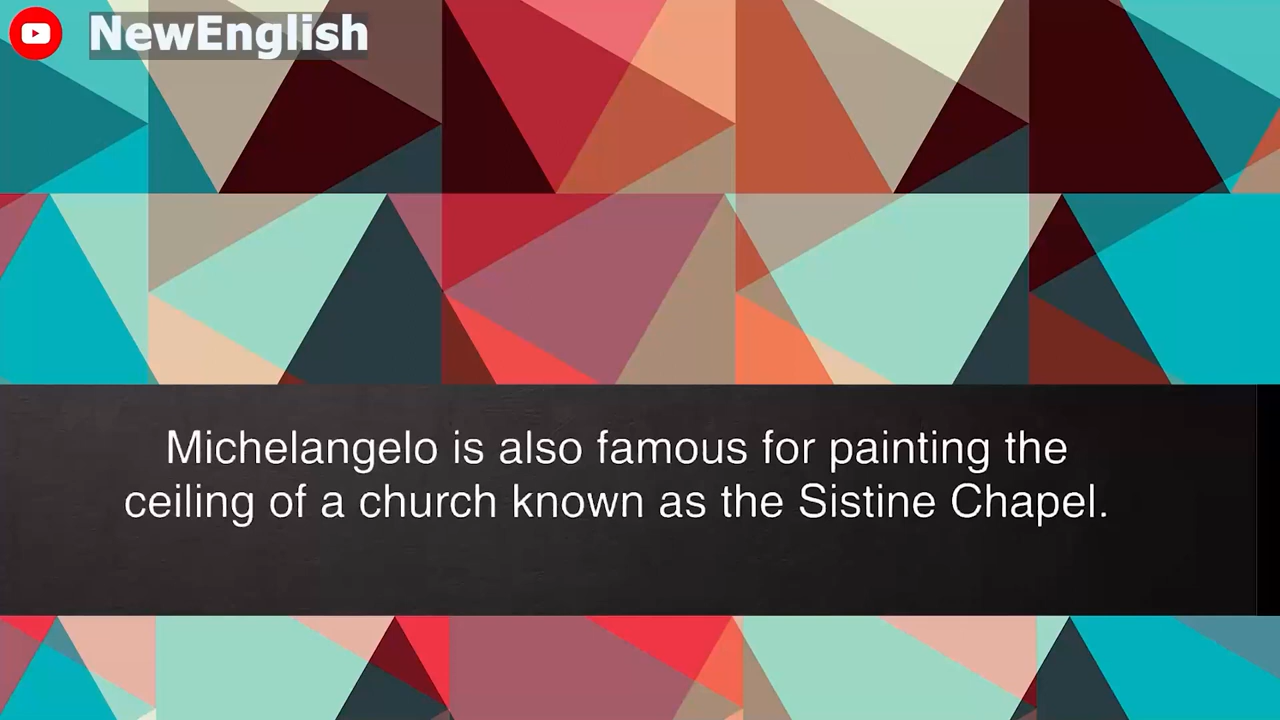 NewEnglish
Michelangelo is also famous for painting the
ceiling of a church known as the Sistine Chapel.